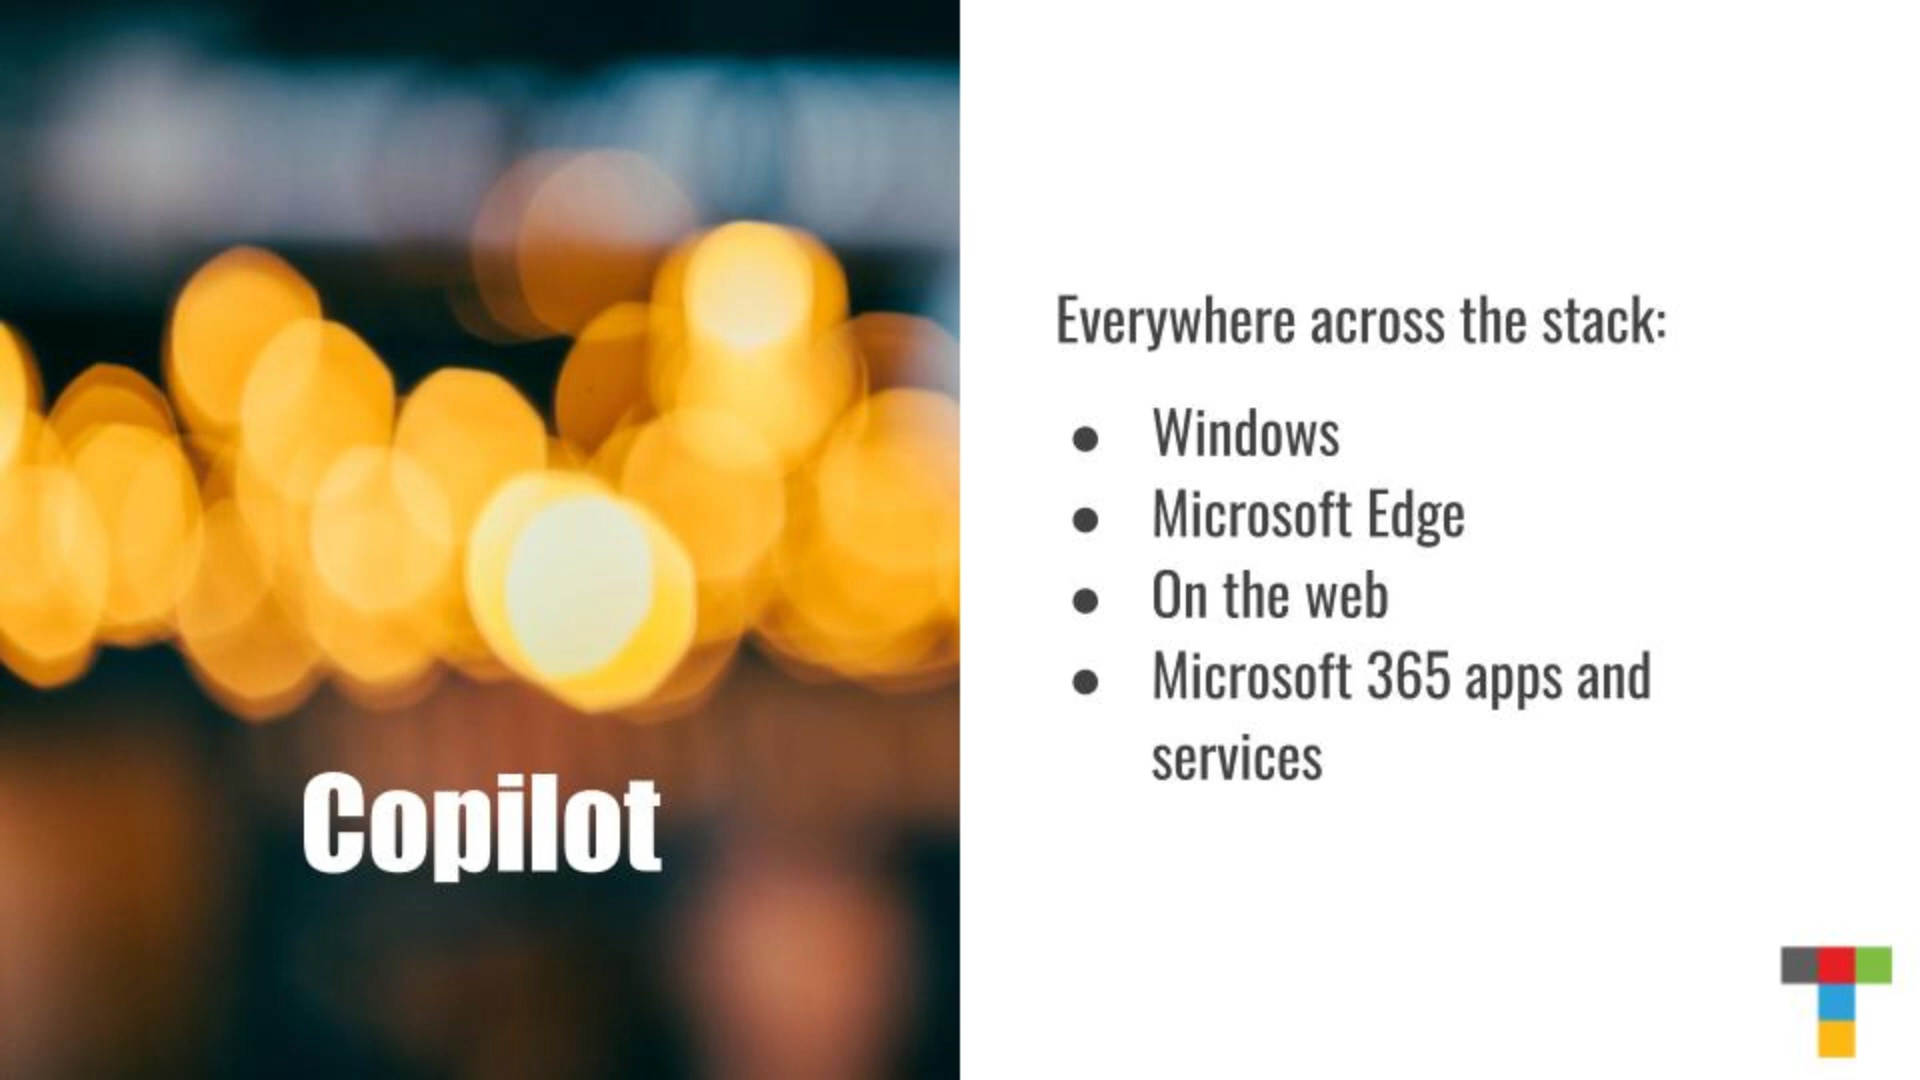 Copilot
Everywhere across the stack:
● Windows
● Microsoft Edge
● On the web
● Microsoft 365 apps and
services